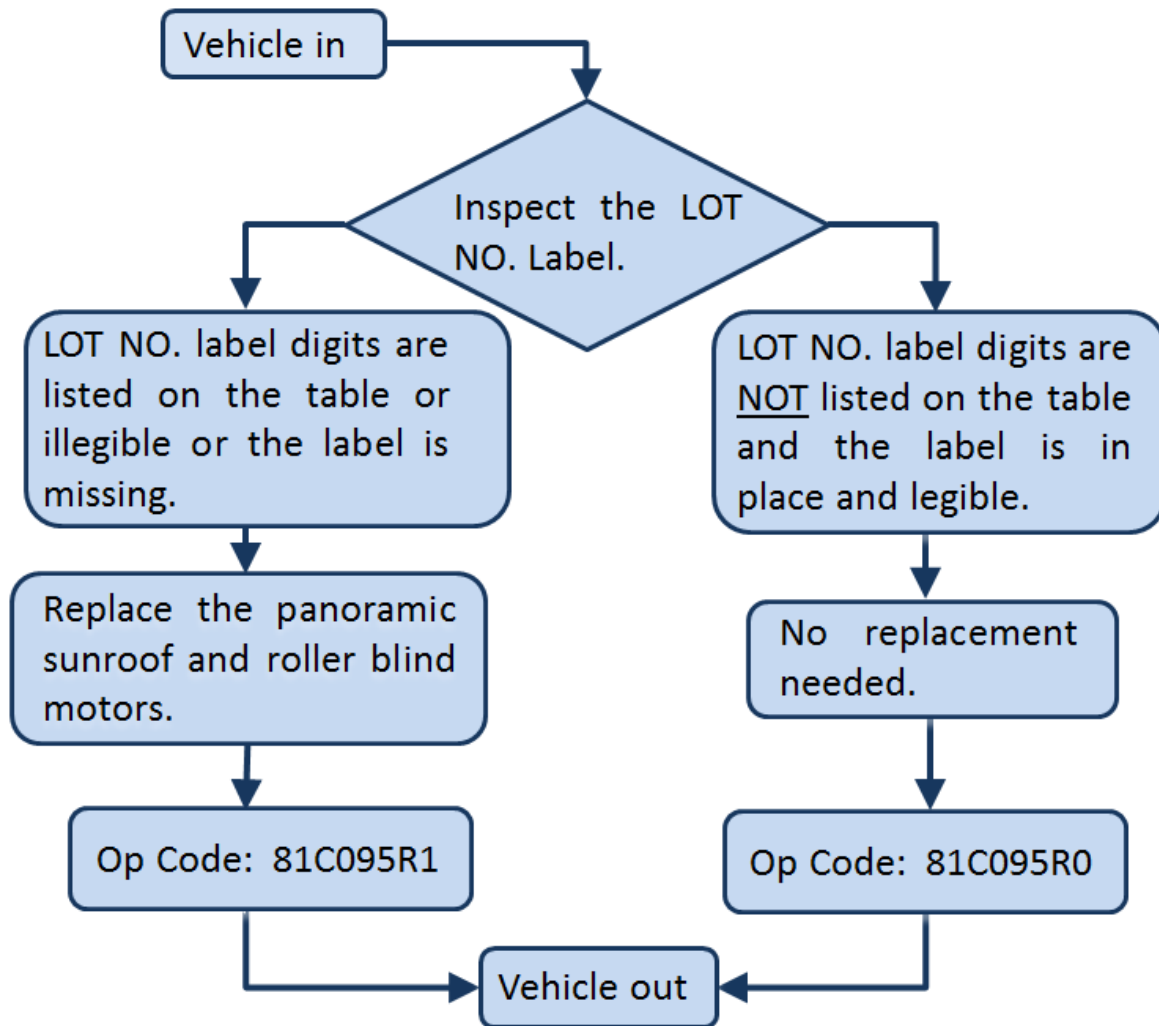 Vehicle in
Inspect the LOT
NO. Label.
LOT NO. label digits are
listed on the table or
illegible or the label is
missing.
Replace the panoramic
sunroof and roller blind
motors.
Op Code: 81C095R1
LOT NO. label digits are
NOT listed on the table
and the label is in
place and legible.
No replacement
needed.
Op Code: 81C095R0
Vehicle out